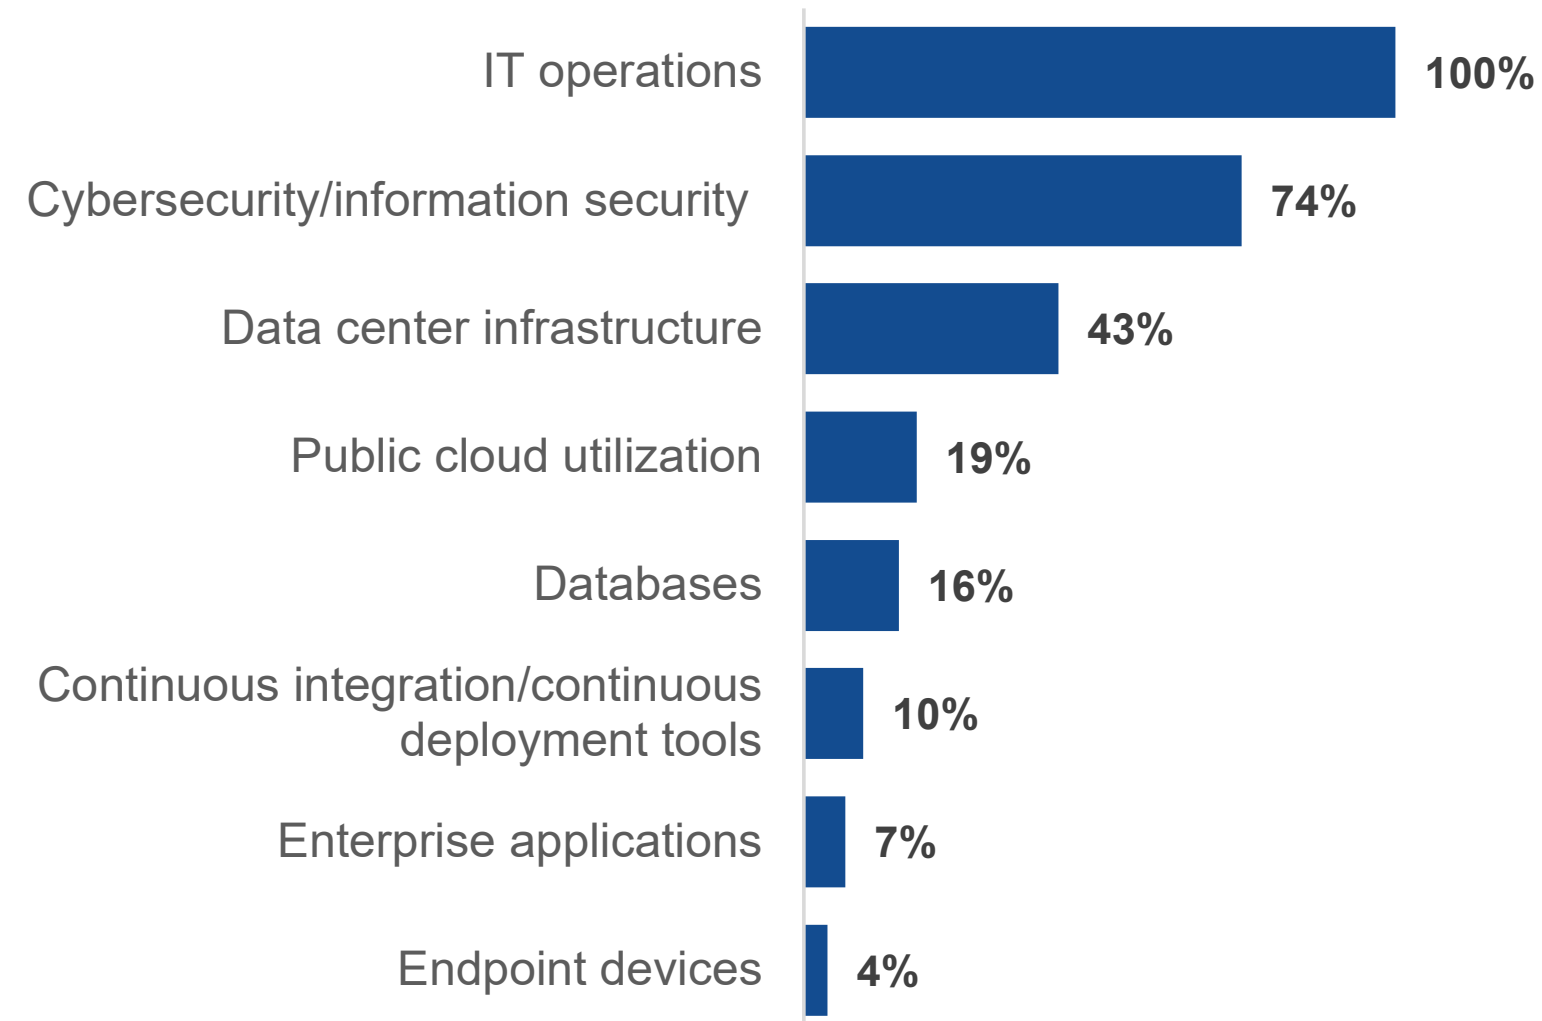 IT operations 100%
Cybersecurity/information security 74%
Data center infrastructure 43%
Public cloud utilization 19%
Databases 16%
Continuous integration/continuous
deployment tools 10%
Enterprise applications 7%
Endpoint devices 4%